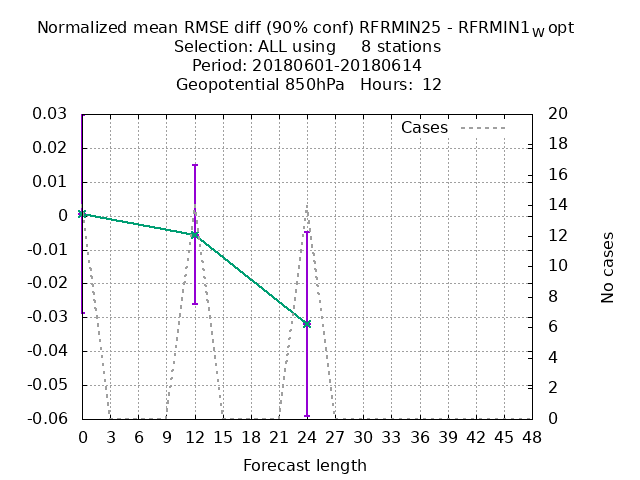 Normalized mean RMSE diff (90% conf) RFRMIN25 - RFRMIN1wopt
Selection: ALL using 8 stations
Period: 20180601-20180614
Geopotential 850hPa Hours: 12
Cases
0.03
0.02
0.01
0
-0.01
-0.02
-0.03
-0.04
-0.05
-0.06
20
18
16
14
12
10
8
6
4
2
0
No cases
0 3 6 9 12 15 18 21 24 27 30 33 36 39 42 45 48
Forecast length